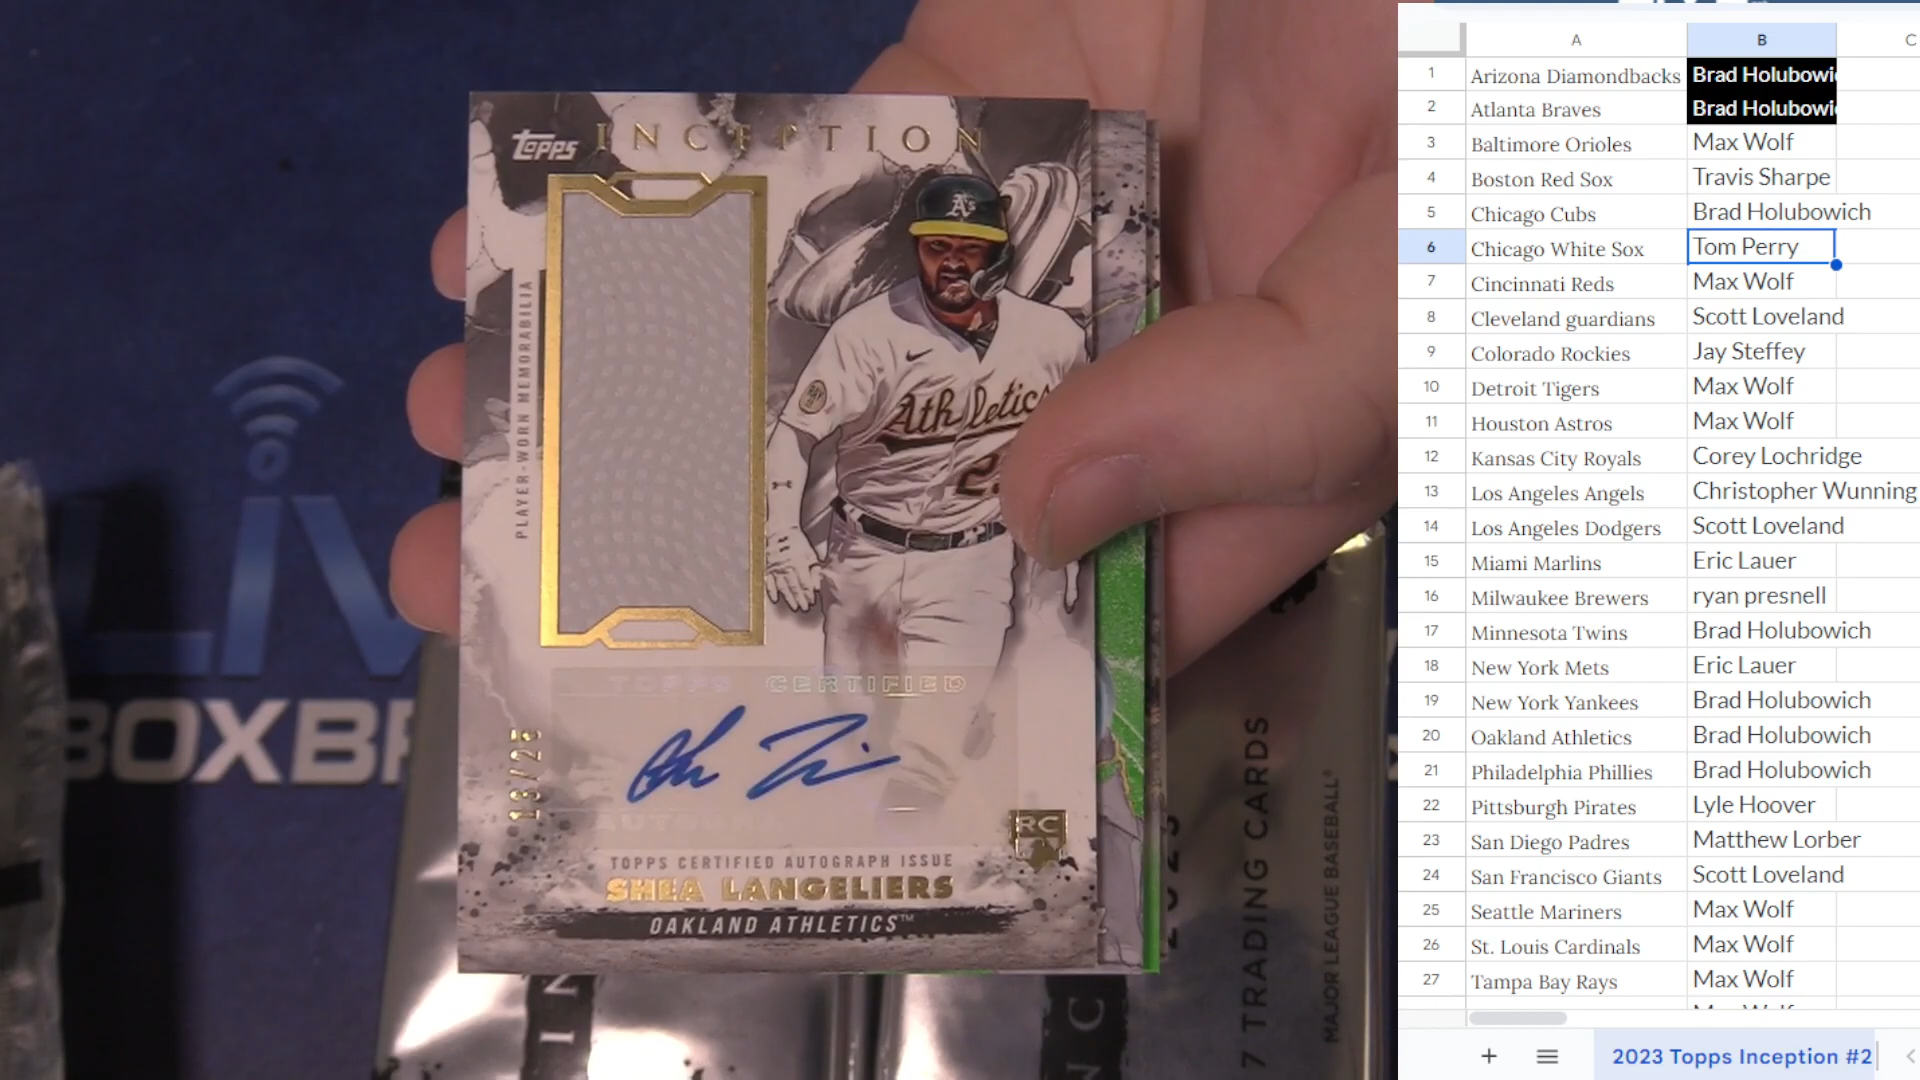 topps INCEPTION
A's
PLAYER-WORN MEMORABILIA
Athletics
13/25
TOPPS CERTIFIED
RC
TOPPS CERTIFIED AUTOGRAPH ISSUE
SHEA LANGELIERS
OAKLAND ATHLETICS™
LIV
BOXBR
7 TRADING CARDS
MAJOR LEAGUE BASEBALL®
A B C
1 Arizona Diamondbacks Brad Holubowic
2 Atlanta Braves Brad Holubowic
3 Baltimore Orioles Max Wolf
4 Boston Red Sox Travis Sharpe
5 Chicago Cubs Brad Holubowich
6 Chicago White Sox Tom Perry
7 Cincinnati Reds Max Wolf
8 Cleveland guardians Scott Loveland
9 Colorado Rockies Jay Steffey
10 Detroit Tigers Max Wolf
11 Houston Astros Max Wolf
12 Kansas City Royals Corey Lochridge
13 Los Angeles Angels Christopher Wunning
14 Los Angeles Dodgers Scott Loveland
15 Miami Marlins Eric Lauer
16 Milwaukee Brewers ryan presnell
17 Minnesota Twins Brad Holubowich
18 New York Mets Eric Lauer
19 New York Yankees Brad Holubowich
20 Oakland Athletics Brad Holubowich
21 Philadelphia Phillies Brad Holubowich
22 Pittsburgh Pirates Lyle Hoover
23 San Diego Padres Matthew Lorber
24 San Francisco Giants Scott Loveland
25 Seattle Mariners Max Wolf
26 St. Louis Cardinals Max Wolf
27 Tampa Bay Rays Max Wolf
2023 Topps Inception #2